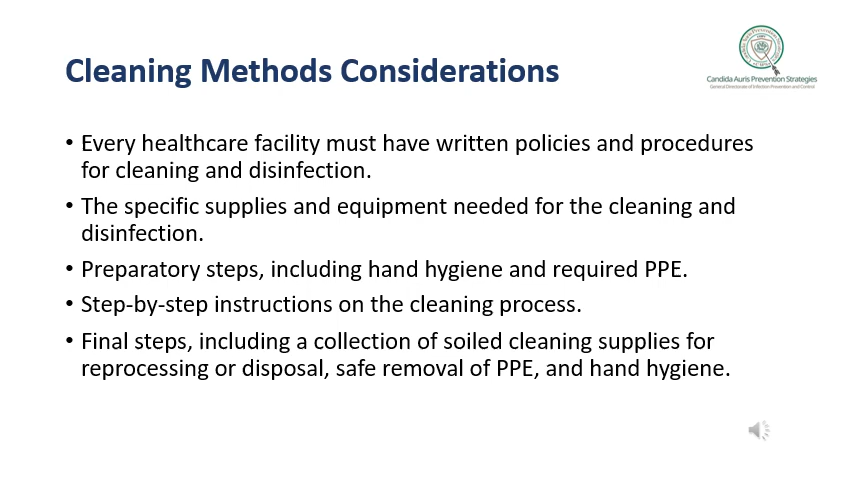 Cleaning Methods Considerations
Candida Auris Prevention Strategies
General Directorate of Infection Prevention and Control
• Every healthcare facility must have written policies and procedures
for cleaning and disinfection.
• The specific supplies and equipment needed for the cleaning and
disinfection.
• Preparatory steps, including hand hygiene and required PPE.
• Step-by-step instructions on the cleaning process.
• Final steps, including a collection of soiled cleaning supplies for
reprocessing or disposal, safe removal of PPE, and hand hygiene.